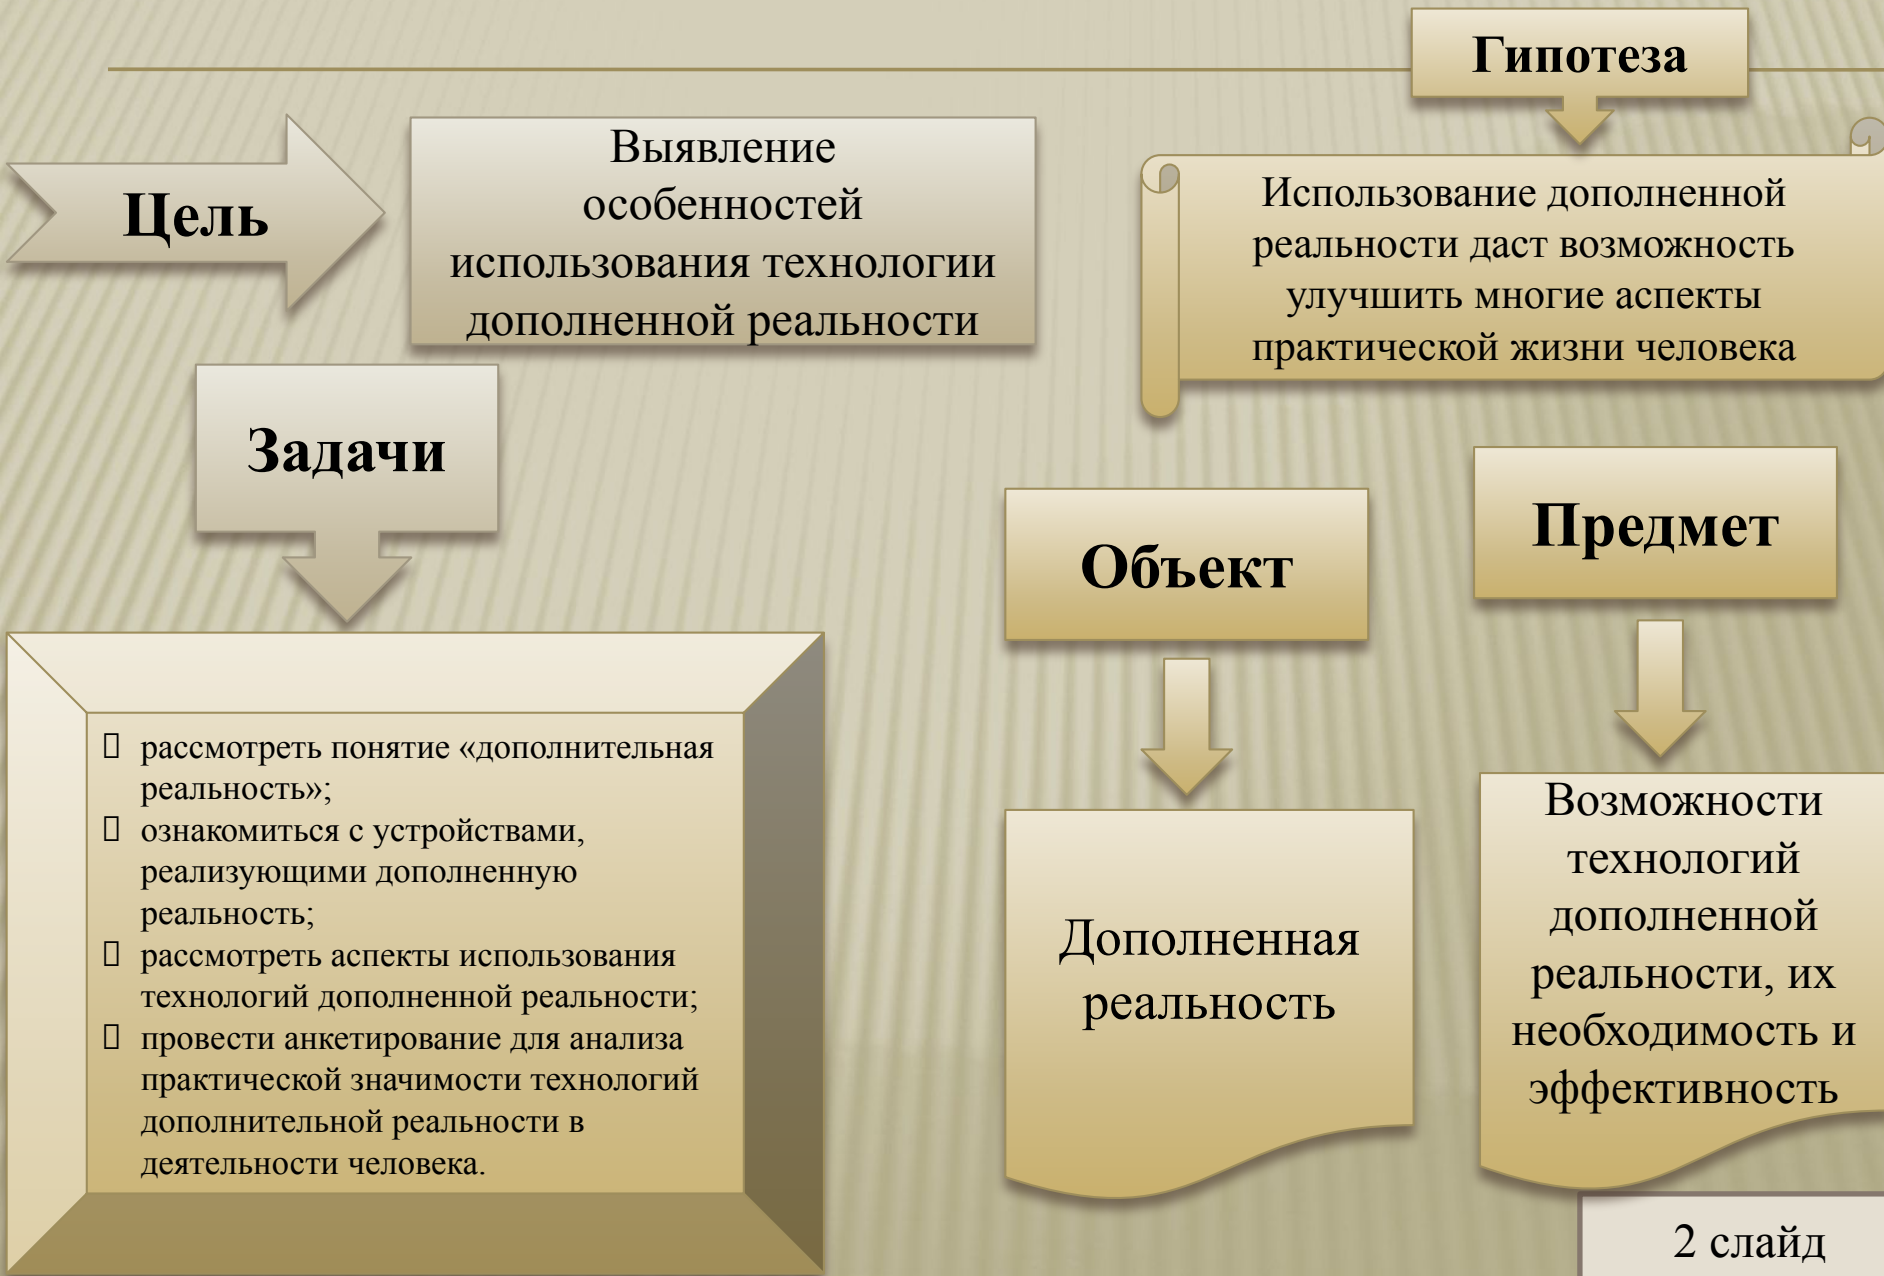 Гипотеза
Цель
Выявление
особенностей
использования технологии
дополненной реальности
Использование дополненной
реальности даст возможность
улучшить многие аспекты
практической жизни человека
Задачи
рассмотреть понятие «дополнительная
реальность»;
ознакомиться с устройствами,
реализующими дополненную
реальность;
рассмотреть аспекты использования
технологий дополненной реальности;
провести анкетирование для анализа
практической значимости технологий
дополнительной реальности в
деятельности человека.
Объект
Дополненная
реальность
Предмет
Возможности
технологий
дополненной
реальности, их
необходимость и
эффективность
2 слайд